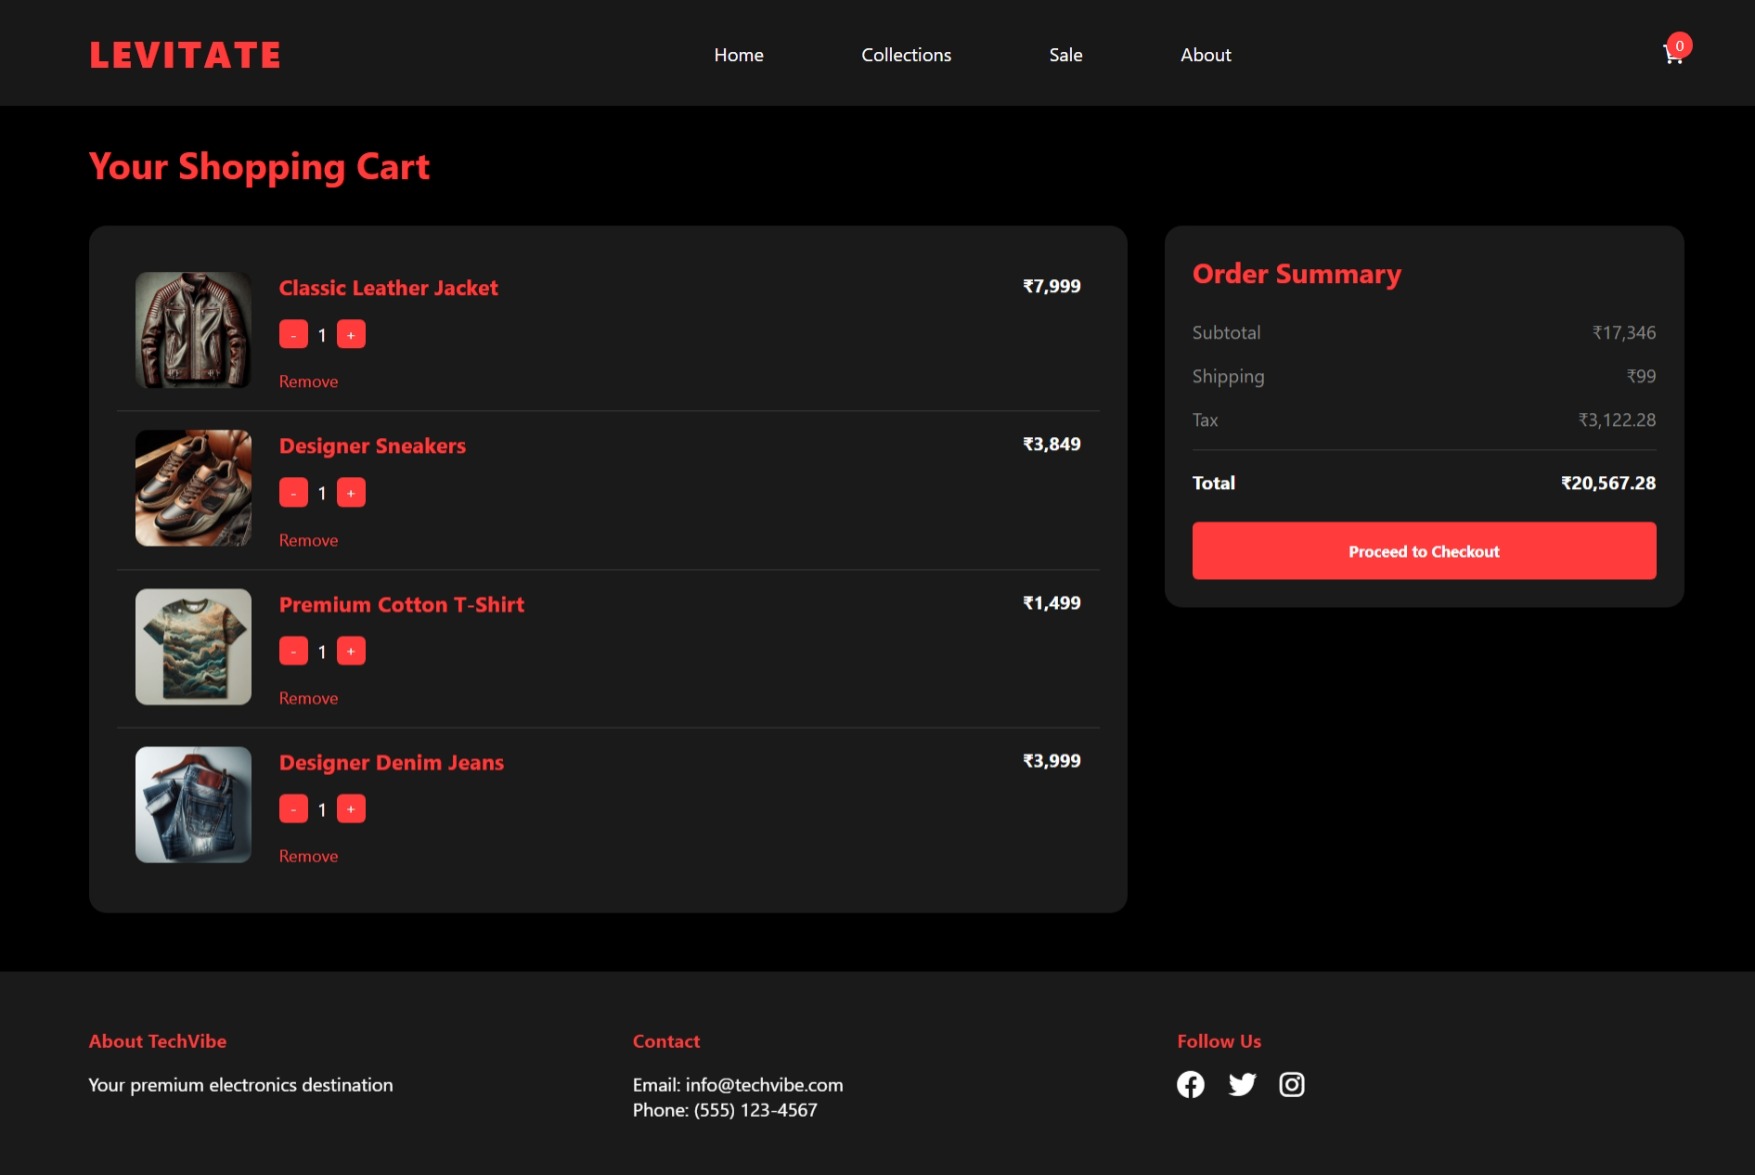 LEVITATE
Home
Collections
Sale
About
0
Your Shopping Cart
Classic Leather Jacket
₹7,999
- 1 +
Remove
Designer Sneakers
₹3,849
- 1 +
Remove
Premium Cotton T-Shirt
₹1,499
- 1 +
Remove
Designer Denim Jeans
₹3,999
- 1 +
Remove
Order Summary
Subtotal ₹17,346
Shipping ₹99
Tax ₹3,122.28
Total ₹20,567.28
Proceed to Checkout
About TechVibe
Your premium electronics destination
Contact
Email: info@techvibe.com
Phone: (555) 123-4567
Follow Us